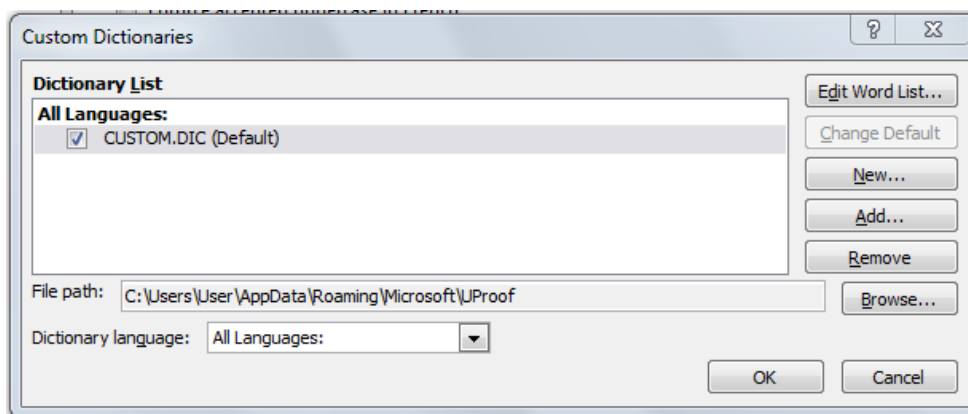 Custom Dictionaries
Dictionary List
All Languages:
CUSTOM.DIC (Default)
Edit Word List...
Change Default
New...
Add...
Remove
File path: C:\Users\User\AppData\Roaming\Microsoft\UProof
Browse...
Dictionary language: All Languages:
OK
Cancel